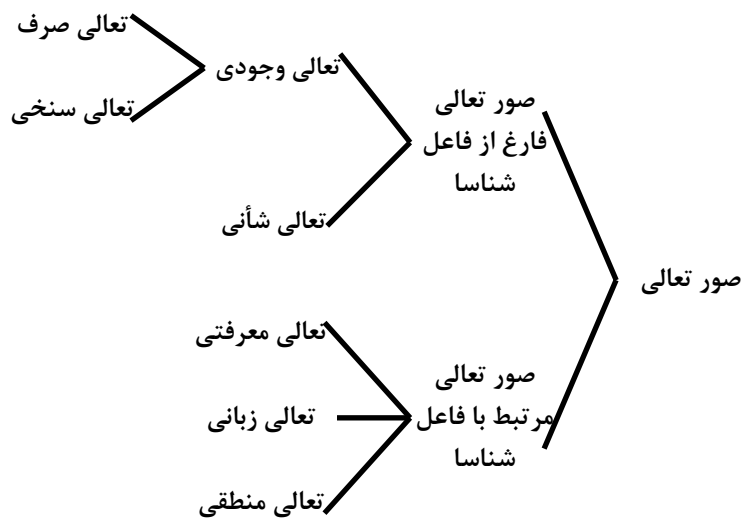 صور تعالی
صور تعالی
فارغ از فاعل
شناسا
تعالی وجودی
تعالی صرف
تعالی سنخی
تعالی شأنی
صور تعالی
مرتبط با فاعل
شناسا
تعالی معرفتی
تعالی زبانی
تعالی منطقی